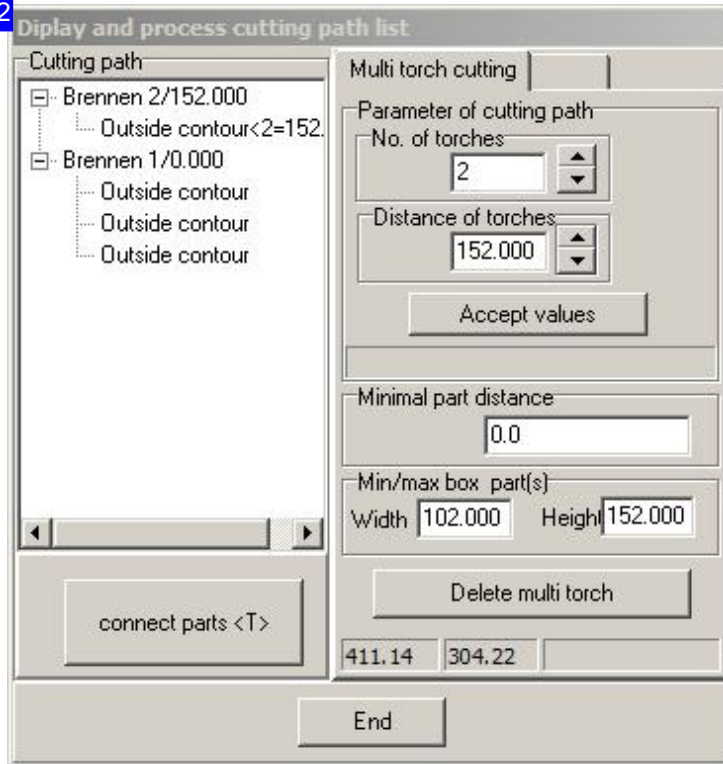 2
Diplay and process cutting path list
Cutting path
Brennen 2/152.000
Outside contour<2=152.
Brennen 1/0.000
Outside contour
Outside contour
Outside contour
connect parts <T>
Multi torch cutting
Parameter of cutting path
No. of torches
2
Distance of torches
152.000
Accept values
Minimal part distance
0.0
Min/max box part(s)
Width 102.000 Height 152.000
Delete multi torch
411.14 304.22
End